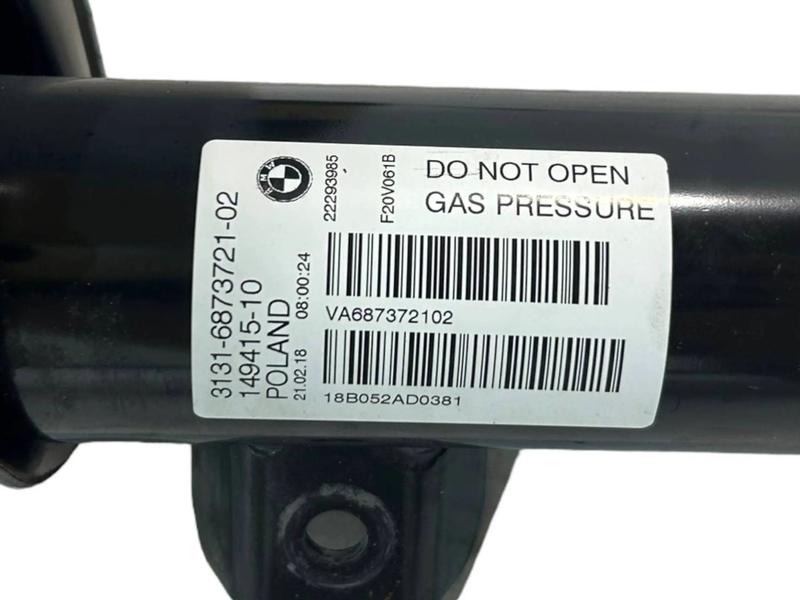 BMW
22293985
F20V061B
DO NOT OPEN
GAS PRESSURE
3131-6873721-02
149415-10
POLAND
21.02.18 08:00:24
VA687372102
18B052AD0381